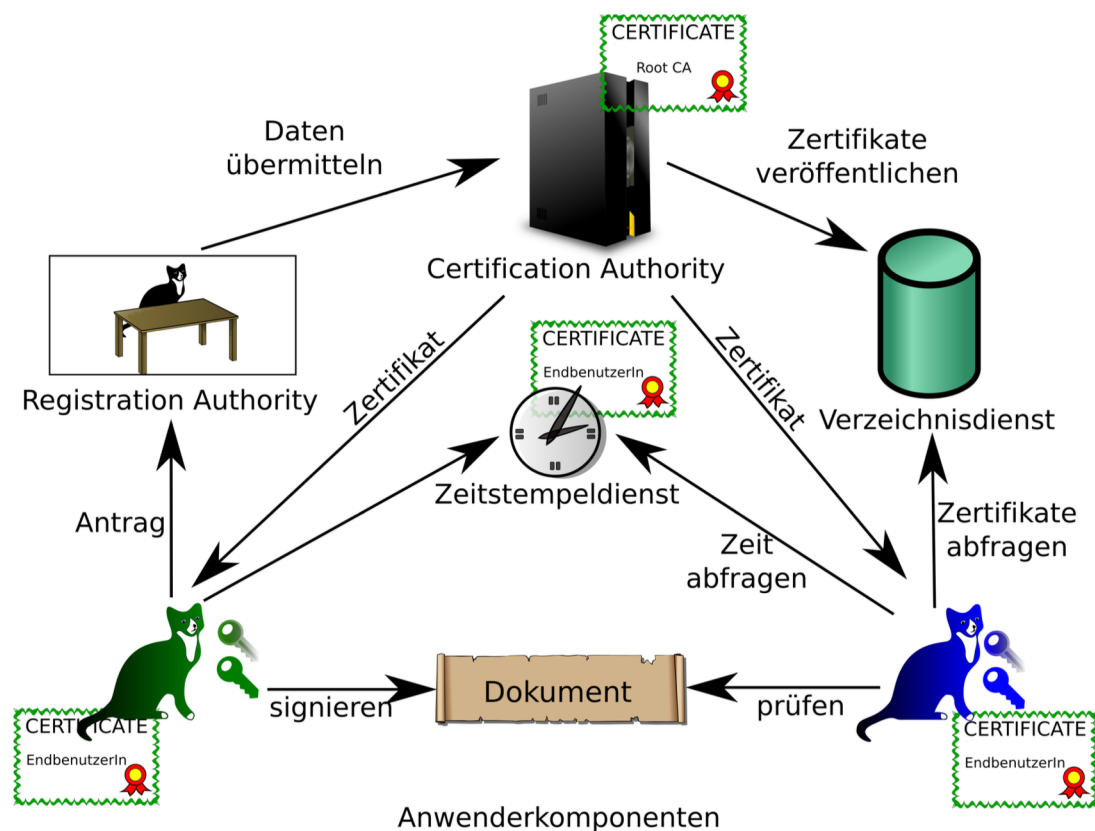 CERTIFICATE
Root CA
Daten
übermitteln
Zertifikate
veröffentlichen
Certification Authority
Zertifikat
Zertifikat
CERTIFICATE
EndbenutzerIn
Registration Authority
Verzeichnisdienst
Zeitstempeldienst
Antrag
Zeit
abfragen
Zertifikate
abfragen
Dokument
signieren
prüfen
CERTIFICATE
EndbenutzerIn
CERTIFICATE
EndbenutzerIn
Anwenderkomponenten